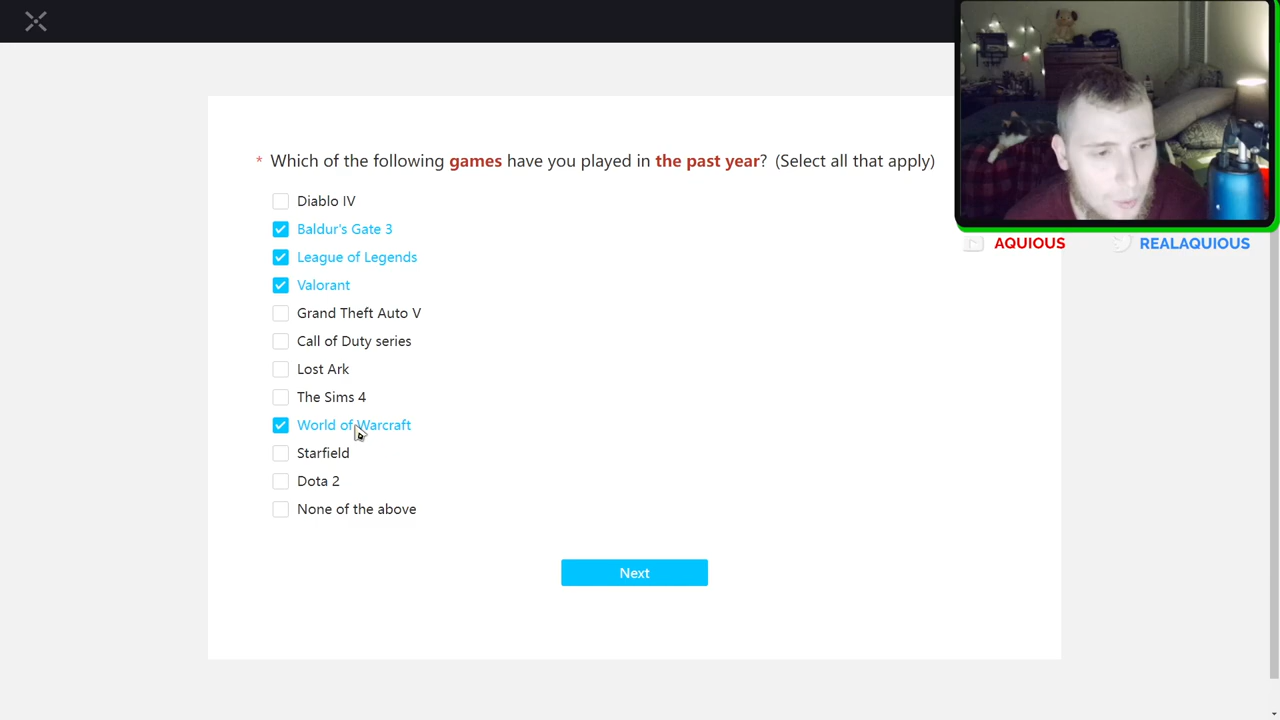 * Which of the following games have you played in the past year? (Select all that apply)
Diablo IV
Baldur's Gate 3
League of Legends
Valorant
Grand Theft Auto V
Call of Duty series
Lost Ark
The Sims 4
World of Warcraft
Starfield
Dota 2
None of the above
Next
AQUIOUS
REALAQUIOUS